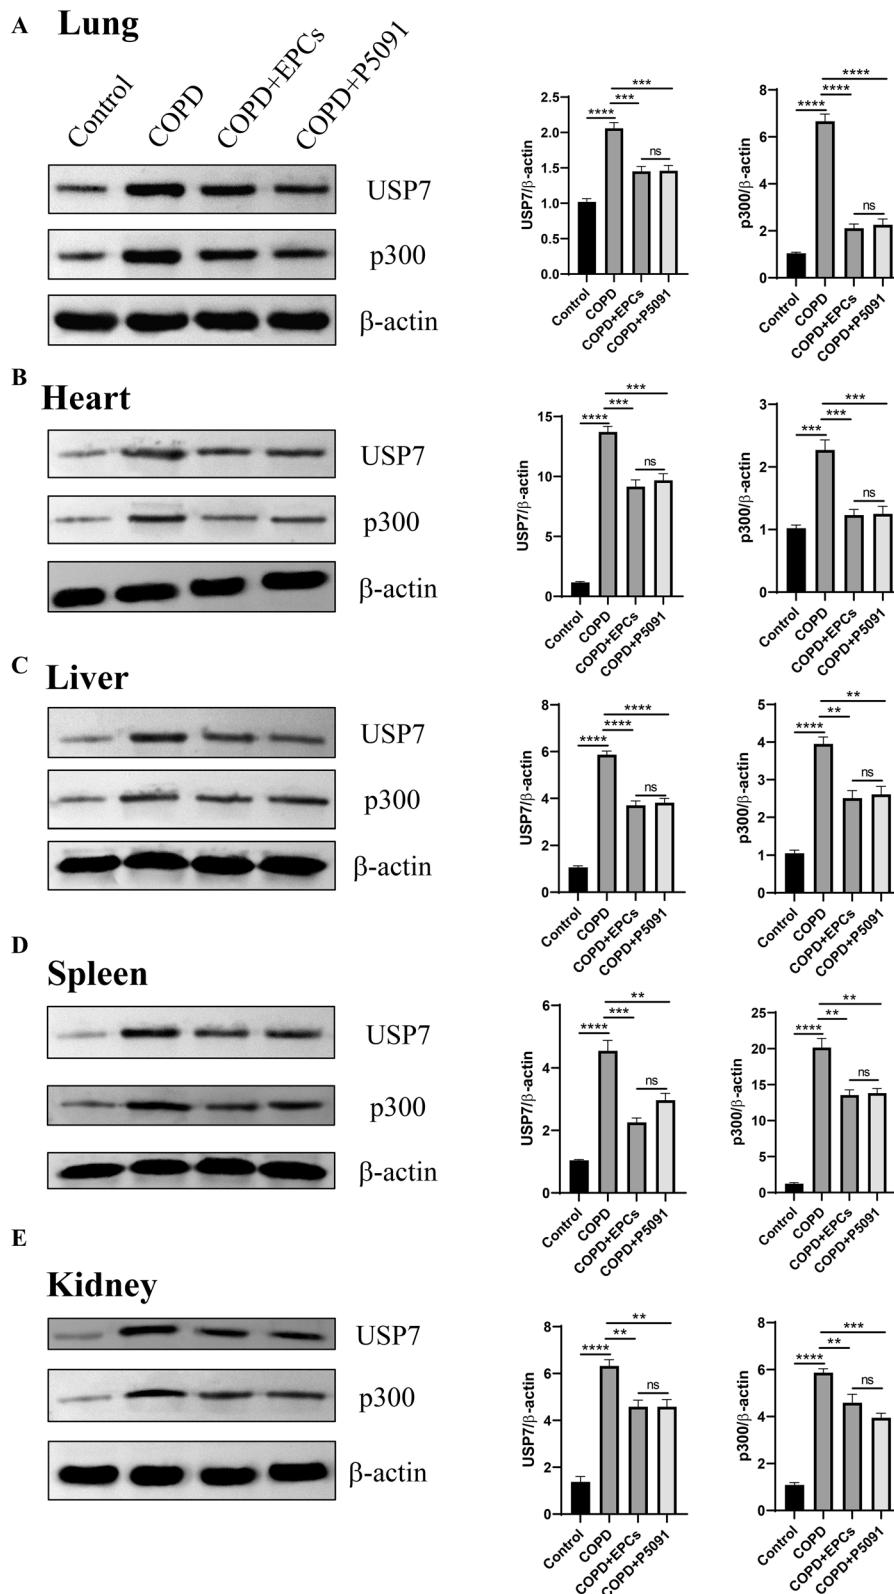 A Lung
Control COPD COPD+EPCs COPD+P5091
USP7
p300
β-actin
USP7/β-actin
2.5
2.0
1.5
1.0
0.5
0.0
**** *** *** ns
Control COPD COPD+EPCs COPD+P5091
p300/β-actin
8
6
4
2
0
**** **** **** ns
Control COPD COPD+EPCs COPD+P5091
B Heart
USP7
p300
β-actin
USP7/β-actin
15
10
5
0
**** *** *** ns
Control COPD COPD+EPCs COPD+P5091
p300/β-actin
3
2
1
0
*** *** *** ns
Control COPD COPD+EPCs COPD+P5091
C Liver
USP7
p300
β-actin
USP7/β-actin
8
6
4
2
0
**** **** **** ns
Control COPD COPD+EPCs COPD+P5091
p300/β-actin
5
4
3
2
1
0
**** ** ** ns
Control COPD COPD+EPCs COPD+P5091
D Spleen
USP7
p300
β-actin
USP7/β-actin
6
4
2
0
**** *** ** ns
Control COPD COPD+EPCs COPD+P5091
p300/β-actin
25
20
15
10
5
0
**** ** ** ns
Control COPD COPD+EPCs COPD+P5091
E Kidney
USP7
p300
β-actin
USP7/β-actin
8
6
4
2
0
**** ** ** ns
Control COPD COPD+EPCs COPD+P5091
p300/β-actin
8
6
4
2
0
**** ** *** ns
Control COPD COPD+EPCs COPD+P5091